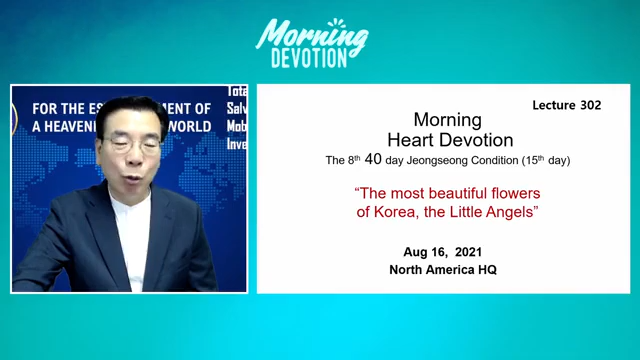 Morning
DEVOTION
FOR THE ES
MENT OF
A HEAVEN
WORLD
Tota
Salv
Mob
Inve
Lecture 302
Morning
Heart Devotion
The 8th 40 day Jeongseong Condition (15th day)
“The most beautiful flowers
of Korea, the Little Angels”
Aug 16, 2021
North America HQ